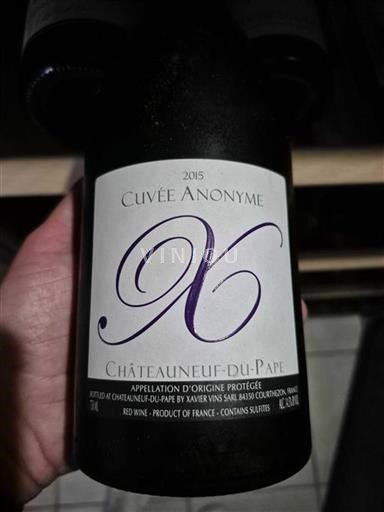 2015
CUVÉE ANONYME
X
VINOU
CHÂTEAUNEUF-DU-PAPE
APPELLATION D'ORIGINE PROTÉGÉE
BOTTLED AT CHATEAUNEUF-DU-PAPE BY XAVIER VINS SARL 84350 COURTHEZON, FRANCE
RED WINE - PRODUCT OF FRANCE - CONTAINS SULFITES